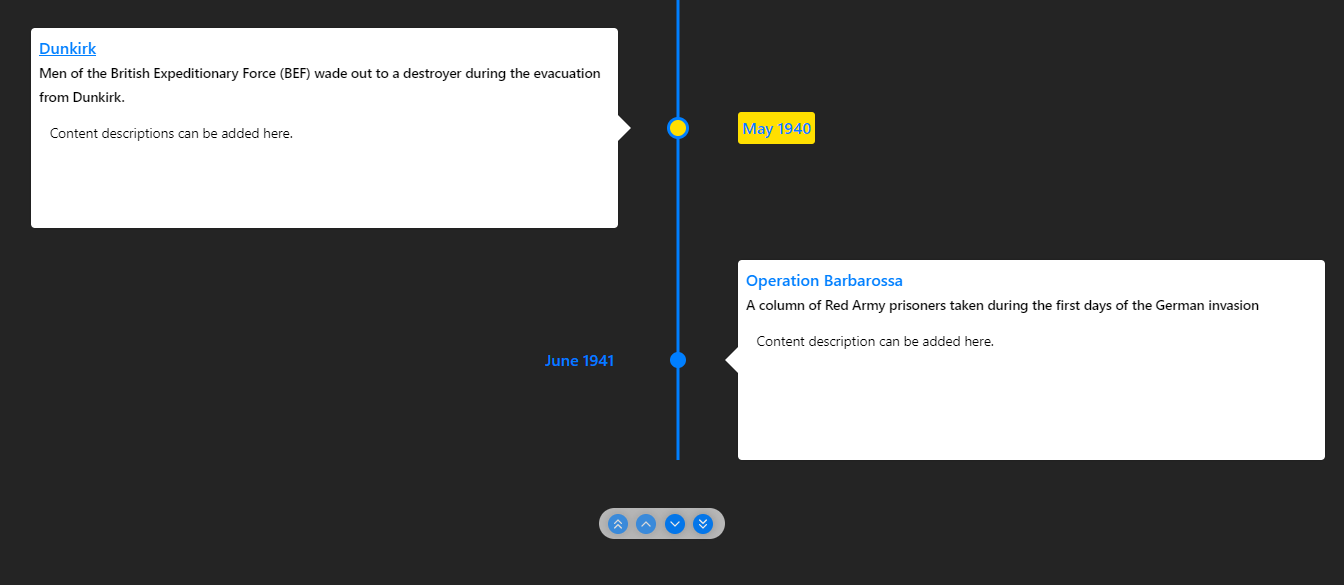 Dunkirk
Men of the British Expeditionary Force (BEF) wade out to a destroyer during the evacuation
from Dunkirk.
Content descriptions can be added here.
May 1940
Operation Barbarossa
A column of Red Army prisoners taken during the first days of the German invasion
Content description can be added here.
June 1941